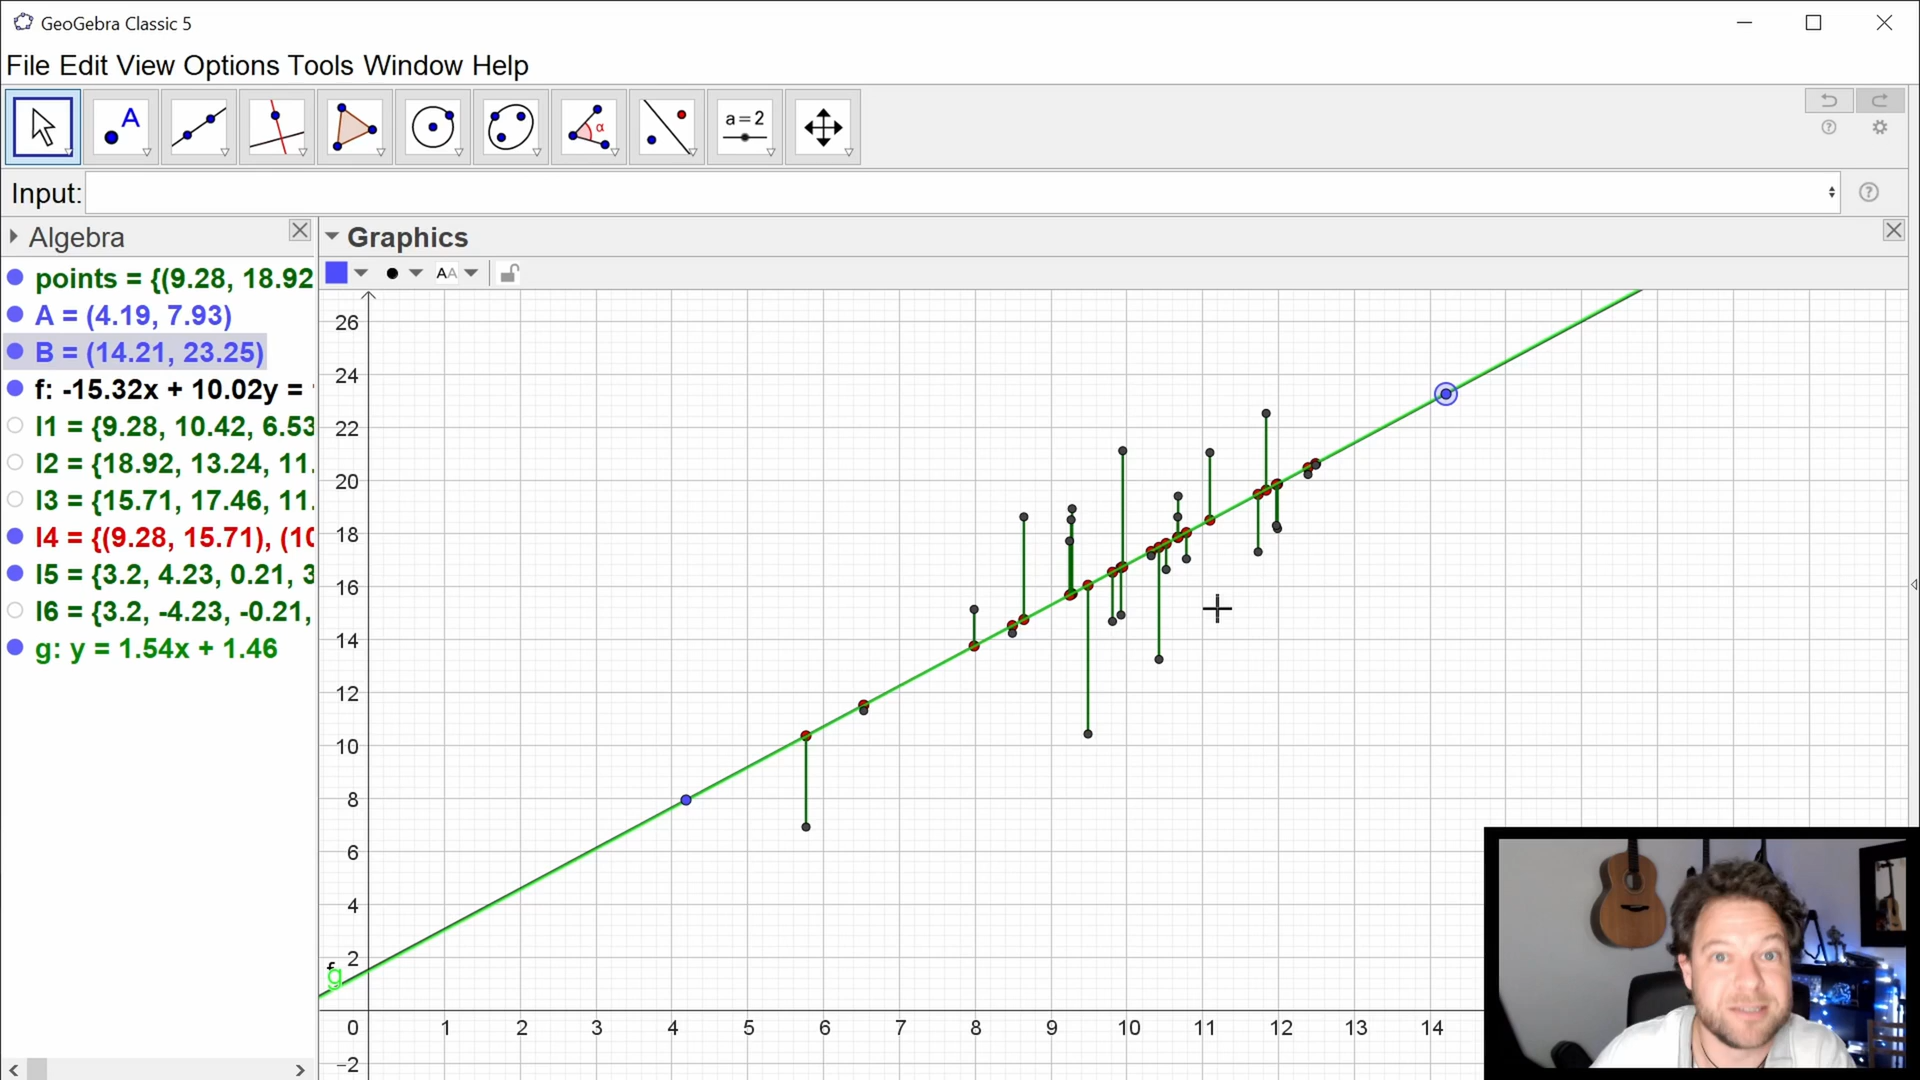 GeoGebra Classic 5
File Edit View Options Tools Window Help
A
α
a=2
Input:
Algebra
Graphics
AA
points = {(9.28, 18.92
A = (4.19, 7.93)
B = (14.21, 23.25)
f: -15.32x + 10.02y =
l1 = {9.28, 10.42, 6.53
l2 = {18.92, 13.24, 11.
l3 = {15.71, 17.46, 11.
l4 = {(9.28, 15.71), (10
l5 = {3.2, 4.23, 0.21, 3
l6 = {3.2, -4.23, -0.21,
g: y = 1.54x + 1.46
26
24
22
20
18
16
14
12
10
8
6
4
2
f
g
0 1 2 3 4 5 6 7 8 9 10 11 12 13 14
−2